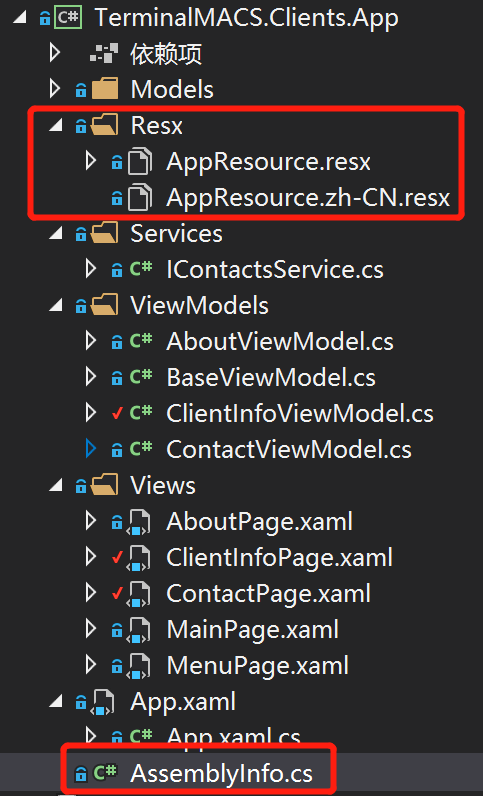 C# TerminalMACS.Clients.App
依赖项
Models
Resx
AppResource.resx
AppResource.zh-CN.resx
Services
C# IContactsService.cs
ViewModels
C# AboutViewModel.cs
C# BaseViewModel.cs
C# ClientInfoViewModel.cs
C# ContactViewModel.cs
Views
AboutPage.xaml
ClientInfoPage.xaml
ContactPage.xaml
MainPage.xaml
MenuPage.xaml
App.xaml
C# App.xaml.cs
C# AssemblyInfo.cs